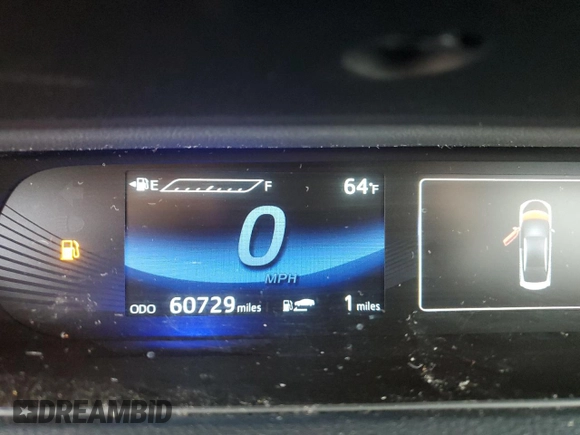 E F 64°F
0
MPH
ODO 60729 miles 1 miles
DREAMBID